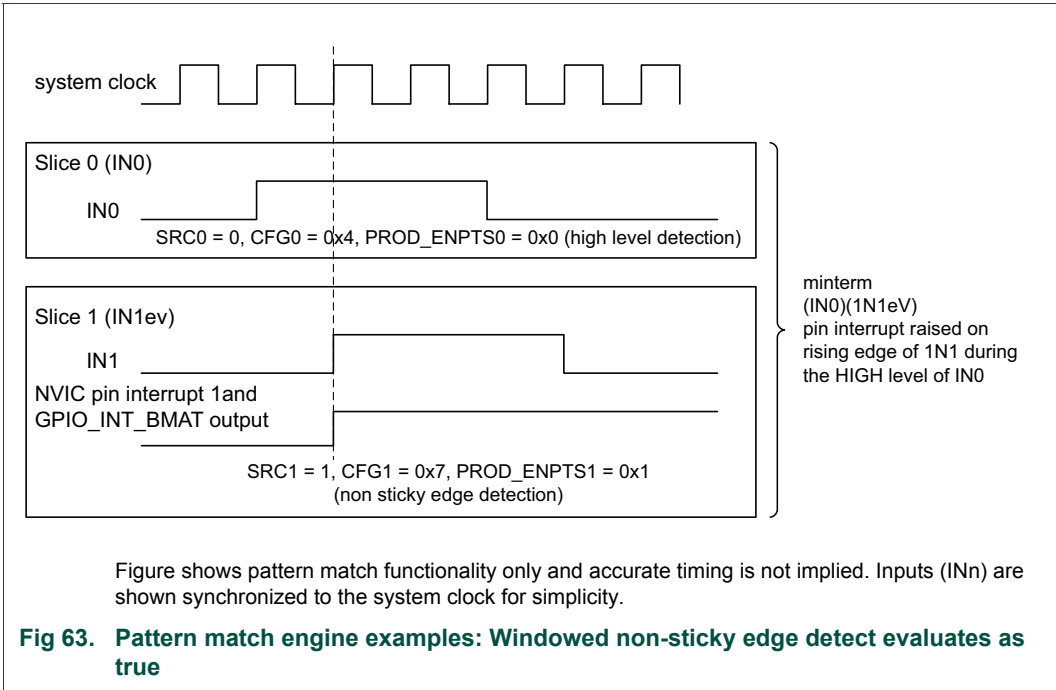 system clock
Slice 0 (IN0)
IN0
SRC0 = 0, CFG0 = 0x4, PROD_ENPTS0 = 0x0 (high level detection)
Slice 1 (IN1ev)
IN1
NVIC pin interrupt 1and
GPIO_INT_BMAT output
SRC1 = 1, CFG1 = 0x7, PROD_ENPTS1 = 0x1
(non sticky edge detection)
minterm
(IN0)(1N1eV)
pin interrupt raised on
rising edge of 1N1 during
the HIGH level of IN0
Figure shows pattern match functionality only and accurate timing is not implied. Inputs (INn) are
shown synchronized to the system clock for simplicity.
Fig 63. Pattern match engine examples: Windowed non-sticky edge detect evaluates as
true